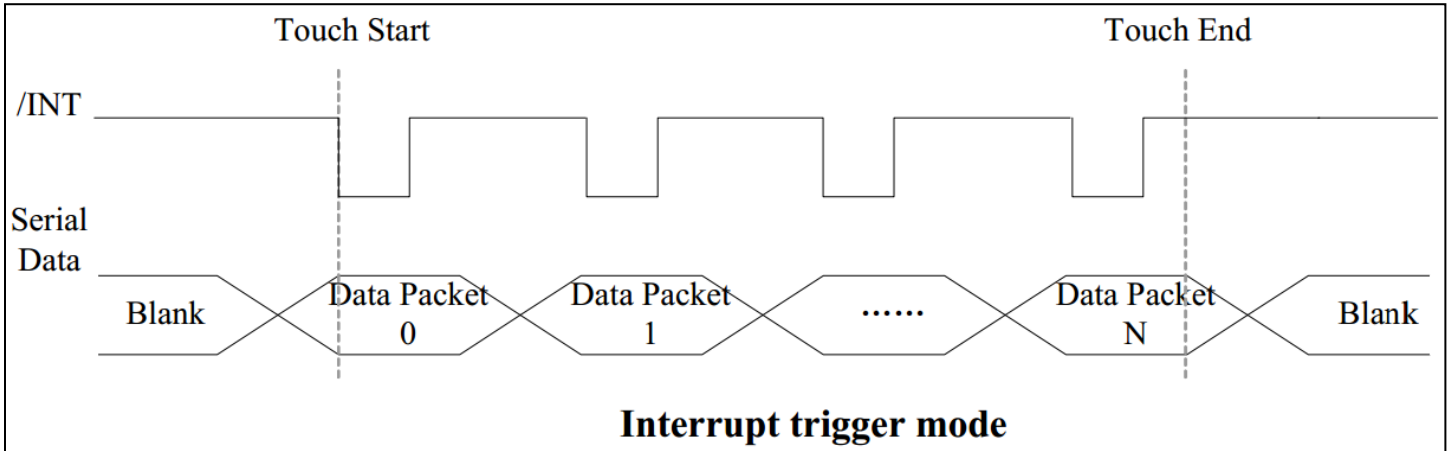 Touch Start
Touch End
/INT
Serial
Data
Blank
Data Packet
0
Data Packet
1
......
Data Packet
N
Blank
Interrupt trigger mode